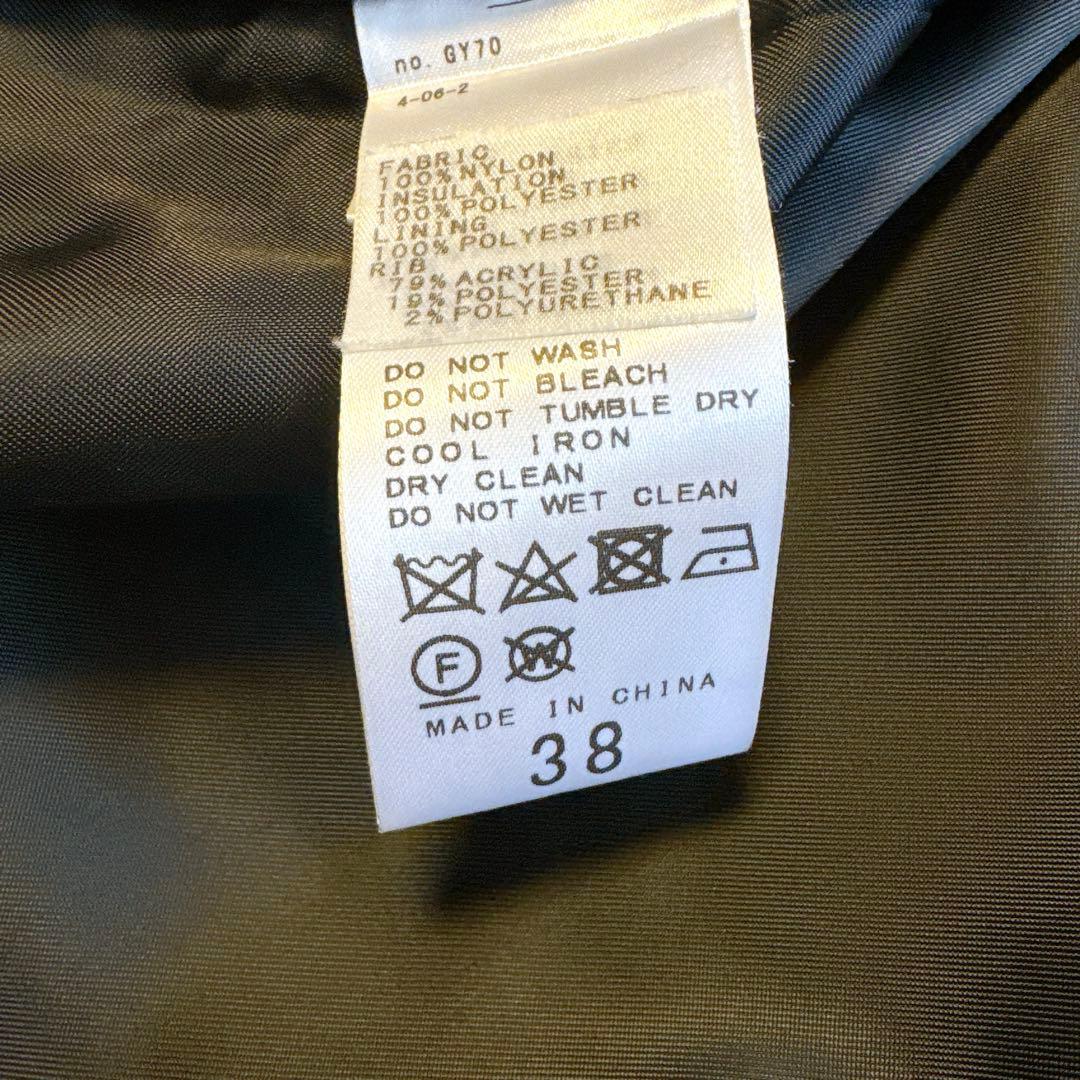 no. GY70
4-06-2
FABRIC
100% NYLON
INSULATION
100% POLYESTER
LINING
100% POLYESTER
RIB
79% ACRYLIC
19% POLYESTER
2% POLYURETHANE
DO NOT WASH
DO NOT BLEACH
DO NOT TUMBLE DRY
COOL IRON
DRY CLEAN
DO NOT WET CLEAN
F W
MADE IN CHINA
38